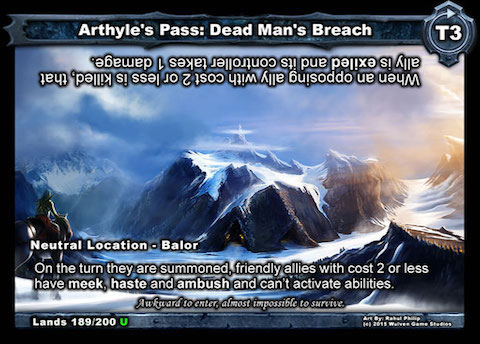 Arthyle's Pass: Dead Man's Breach
T3
When an opposing ally with cost 2 or less is killed, that
ally is exiled and its controller takes 1 damage.
Neutral Location - Balor
On the turn they are summoned, friendly allies with cost 2 or less
have meek, haste and ambush and can't activate abilities.
Awkward to enter, almost impossible to survive.
Lands 189/200 U
Art By: Rahul Philip
(c) 2015 Wulven Game Studios